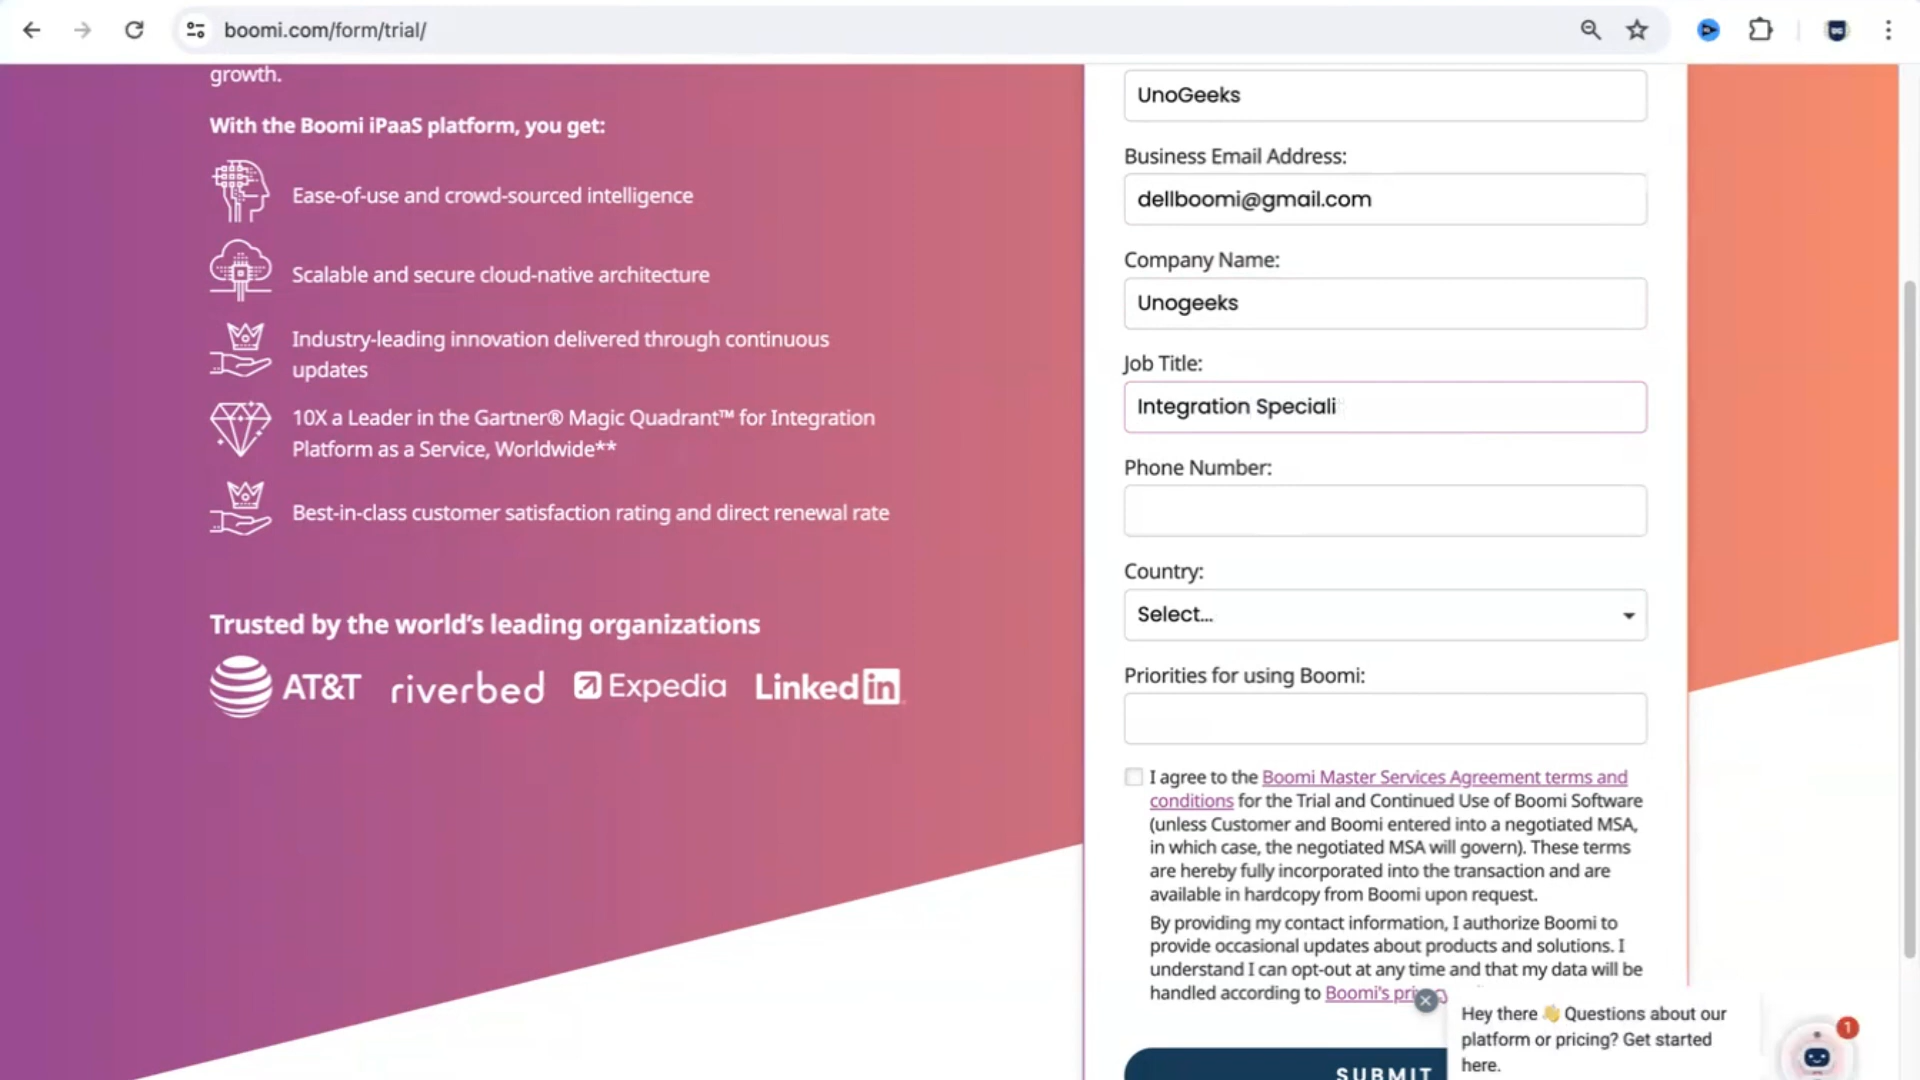 boomi.com/form/trial/
growth.
With the Boomi iPaaS platform, you get:
Ease-of-use and crowd-sourced intelligence
Scalable and secure cloud-native architecture
Industry-leading innovation delivered through continuous
updates
10X a Leader in the Gartner® Magic Quadrant™ for Integration
Platform as a Service, Worldwide**
Best-in-class customer satisfaction rating and direct renewal rate
Trusted by the world's leading organizations
AT&T riverbed Expedia Linkedin
UnoGeeks
Business Email Address:
dellboomi@gmail.com
Company Name:
Unogeeks
Job Title:
Integration Speciali
Phone Number:
Country:
Select...
Priorities for using Boomi:
I agree to the Boomi Master Services Agreement terms and
conditions for the Trial and Continued Use of Boomi Software
(unless Customer and Boomi entered into a negotiated MSA,
in which case, the negotiated MSA will govern). These terms
are hereby fully incorporated into the transaction and are
available in hardcopy from Boomi upon request.
By providing my contact information, I authorize Boomi to
provide occasional updates about products and solutions. I
understand I can opt-out at any time and that my data will be
handled according to Boomi's
SUBMIT
Hey there 👋 Questions about our
platform or pricing? Get started
here.
1